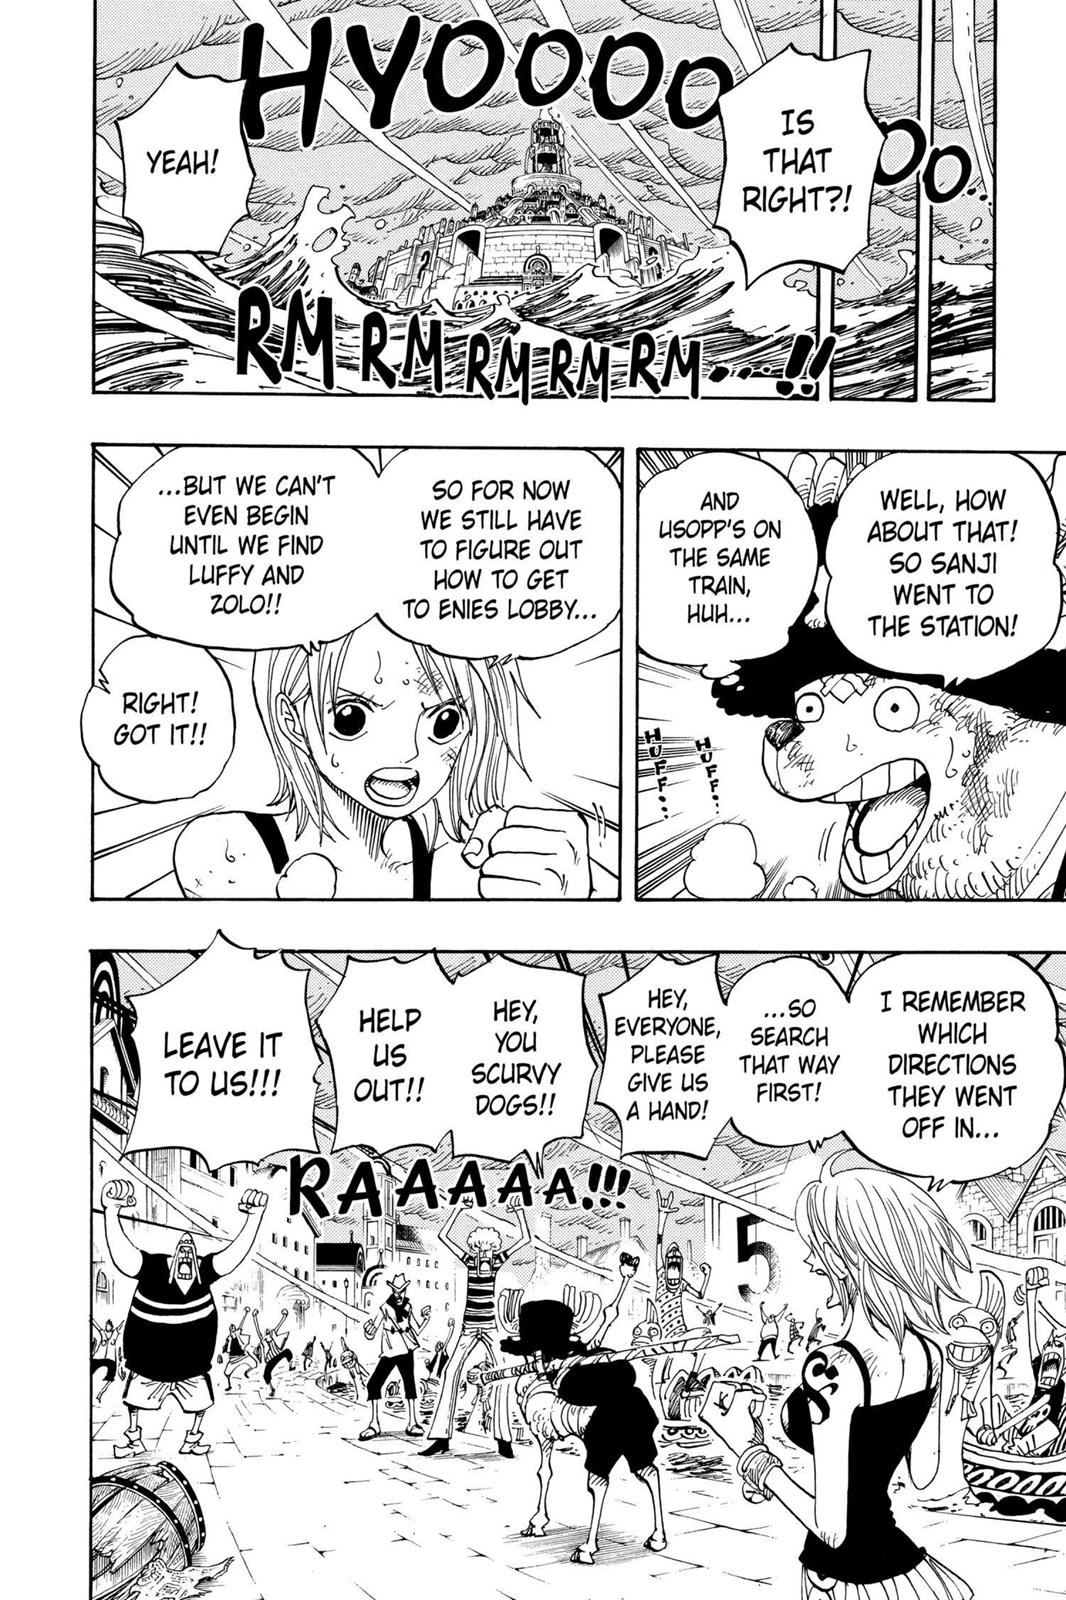 HYOOOO
OO...
IS
THAT
RIGHT?!
YEAH!
RM RM RM RM RM...!!
WELL, HOW
ABOUT THAT!
SO SANJI
WENT TO
THE STATION!
AND
USOPP'S ON
THE SAME
TRAIN,
HUH...
HUFF...
HUFF...
SO FOR NOW
WE STILL HAVE
TO FIGURE OUT
HOW TO GET
TO ENIES LOBBY...
...BUT WE CAN'T
EVEN BEGIN
UNTIL WE FIND
LUFFY AND
ZOLO!!
RIGHT!
GOT IT!!
I REMEMBER
WHICH
DIRECTIONS
THEY WENT
OFF IN...
...SO
SEARCH
THAT WAY
FIRST!
HEY,
EVERYONE,
PLEASE
GIVE US
A HAND!
HEY,
YOU
SCURVY
DOGS!!
HELP
US
OUT!!
LEAVE IT
TO US!!!
RAAAAAA!!!
5